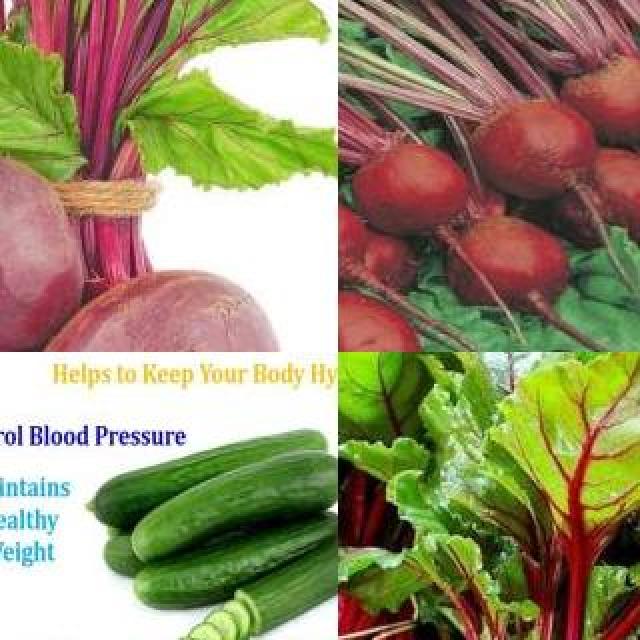 Helps to Keep Your Body Hy
rol Blood Pressure
intains
ealthy
Weight